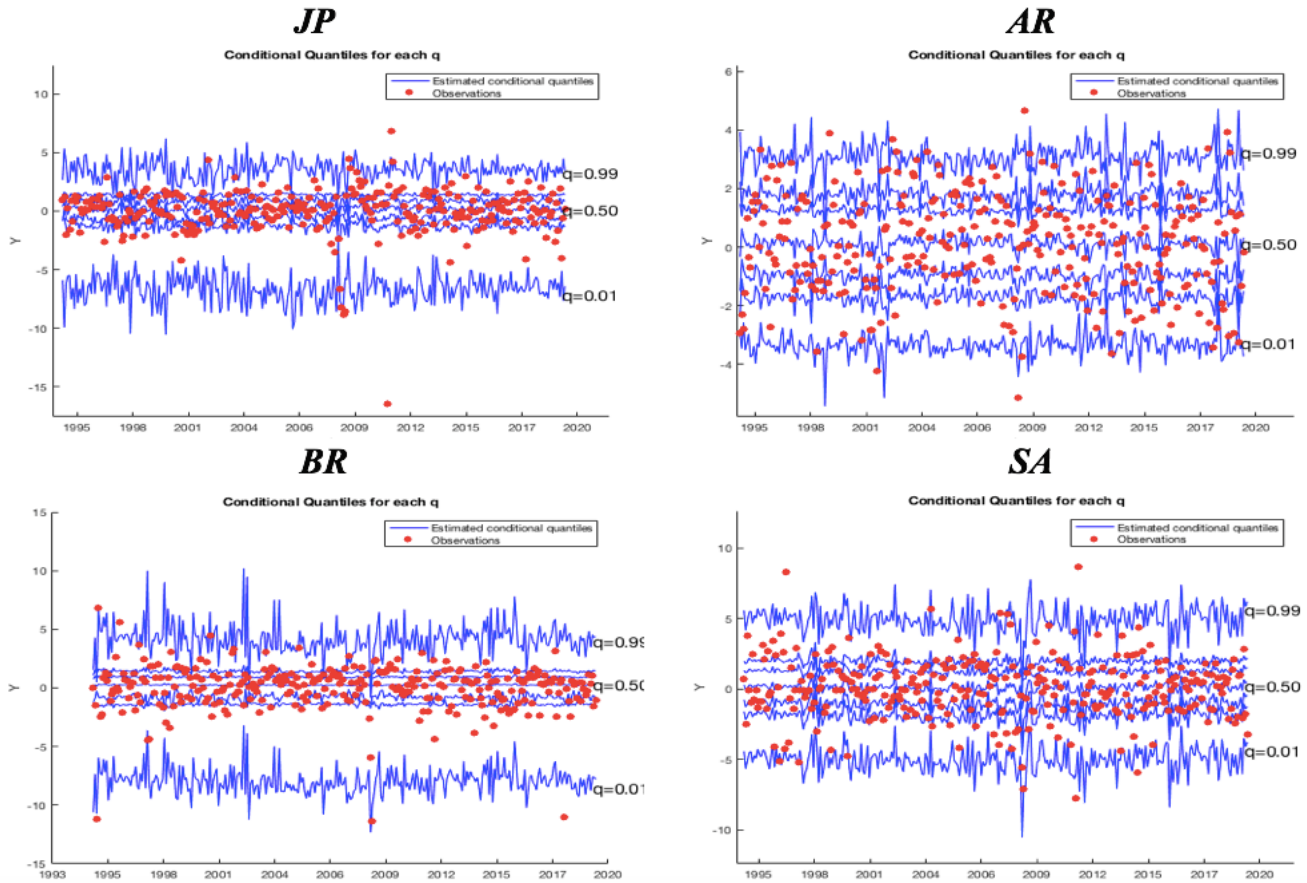 JP
Conditional Quantiles for each q
Estimated conditional quantiles
Observations
10
5
0
-5
-10
-15
Y
q=0.99
q=0.50
q=0.01
1995 1998 2001 2004 2006 2009 2012 2015 2017 2020
AR
Conditional Quantiles for each q
Estimated conditional quantiles
Observations
6
4
2
0
-2
-4
Y
q=0.99
q=0.50
q=0.01
1995 1998 2001 2004 2006 2009 2012 2015 2017 2020
BR
Conditional Quantiles for each q
Estimated conditional quantiles
Observations
15
10
5
0
-5
-10
-15
Y
q=0.99
q=0.50
q=0.01
1993 1995 1998 2001 2004 2006 2009 2012 2015 2017 2020
SA
Conditional Quantiles for each q
Estimated conditional quantiles
Observations
10
5
0
-5
-10
Y
q=0.99
q=0.50
q=0.01
1995 1998 2001 2004 2006 2009 2012 2015 2017 2020